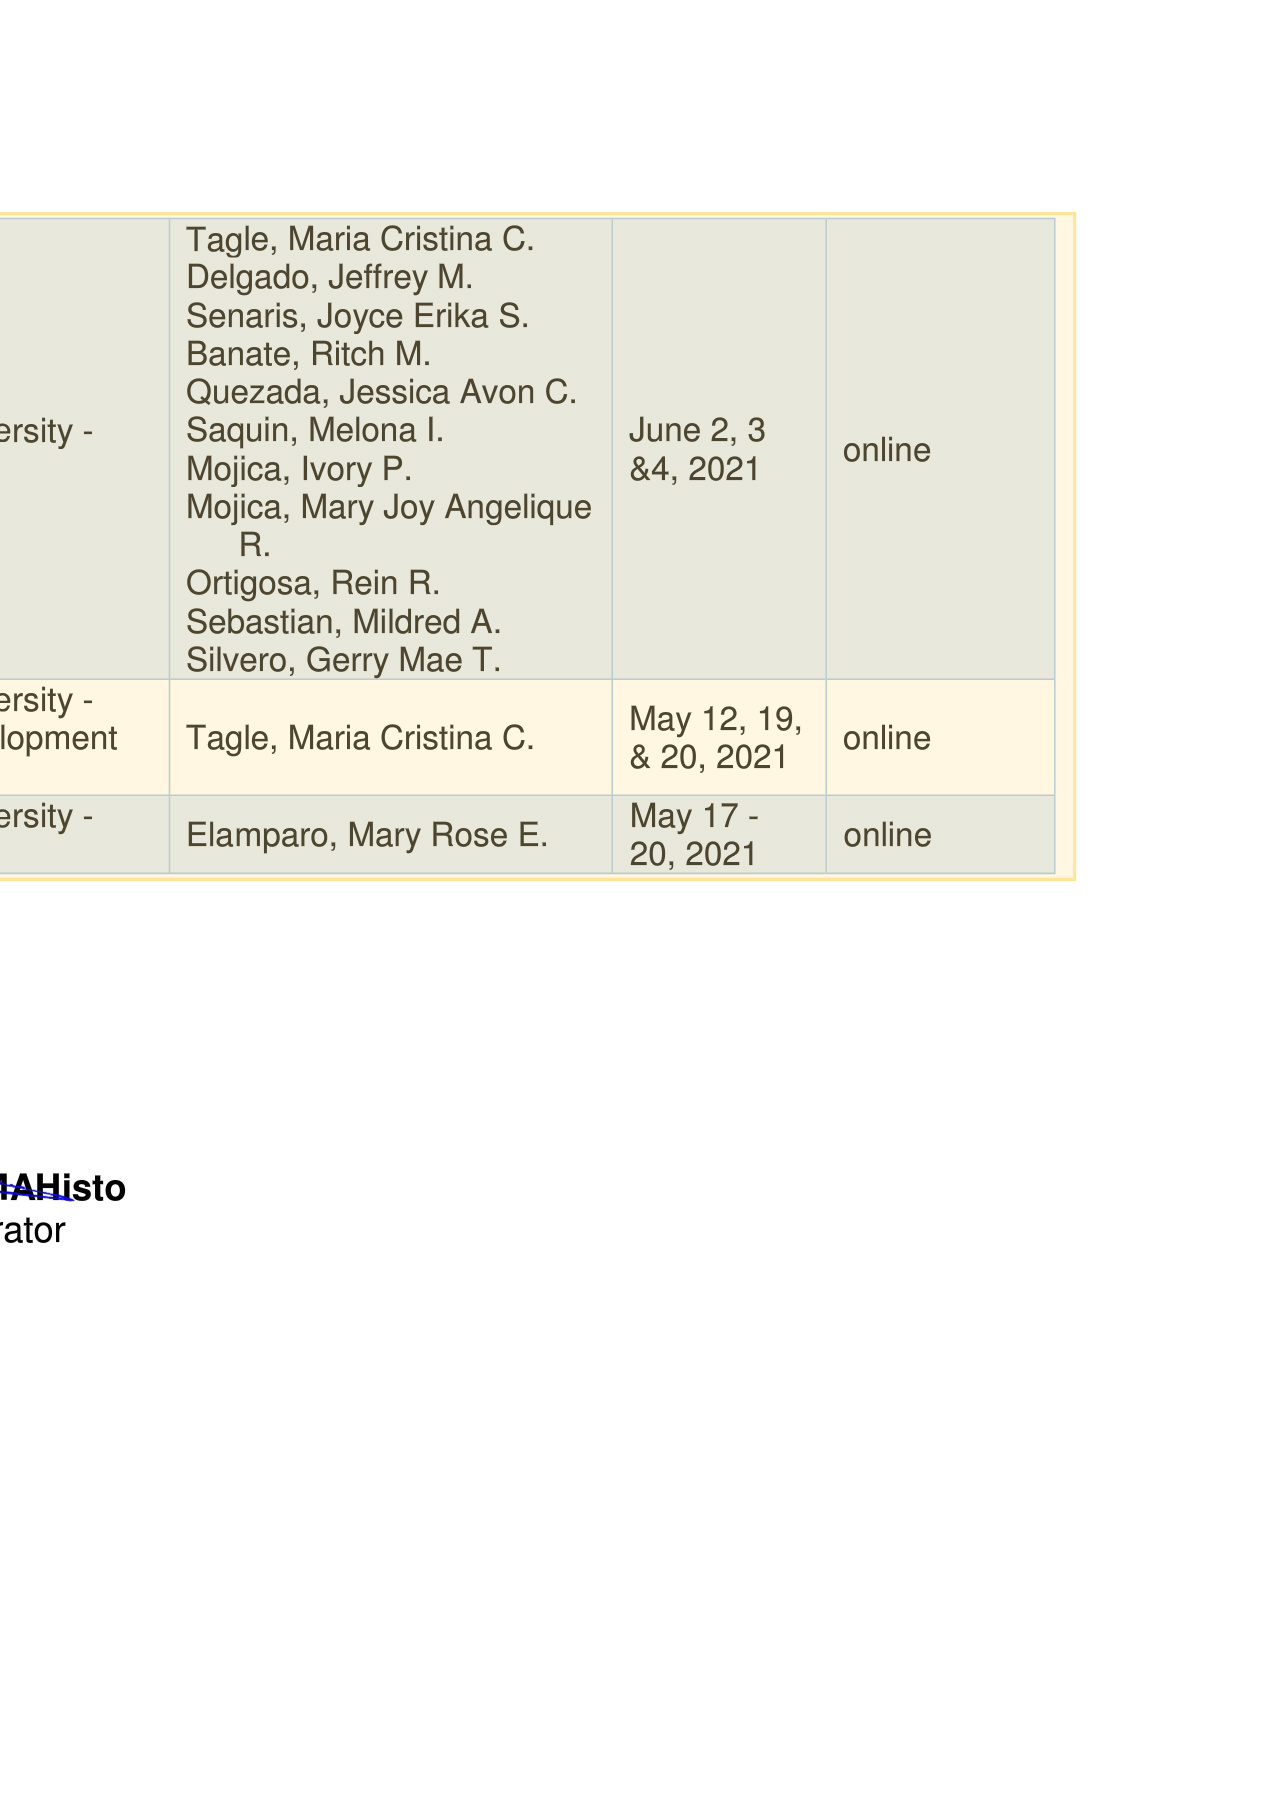 ersity -
Tagle, Maria Cristina C.
Delgado, Jeffrey M.
Senaris, Joyce Erika S.
Banate, Ritch M.
Quezada, Jessica Avon C.
Saquin, Melona I.
Mojica, Ivory P.
Mojica, Mary Joy Angelique
R.
Ortigosa, Rein R.
Sebastian, Mildred A.
Silvero, Gerry Mae T.
June 2, 3
&4, 2021
online
ersity -
lopment
Tagle, Maria Cristina C.
May 12, 19,
& 20, 2021
online
ersity -
Elamparo, Mary Rose E.
May 17 -
20, 2021
online
AHisto
rator